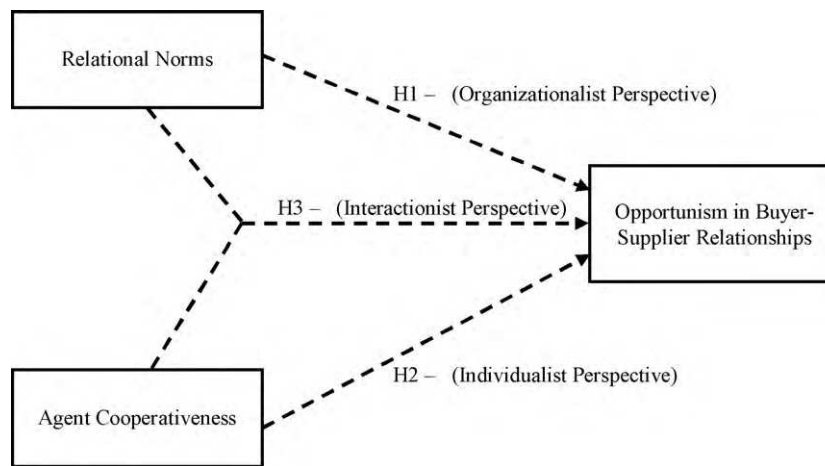 Relational Norms
H1 – (Organizationalist Perspective)
H3 – (Interactionist Perspective)
Opportunism in Buyer-
Supplier Relationships
H2 – (Individualist Perspective)
Agent Cooperativeness